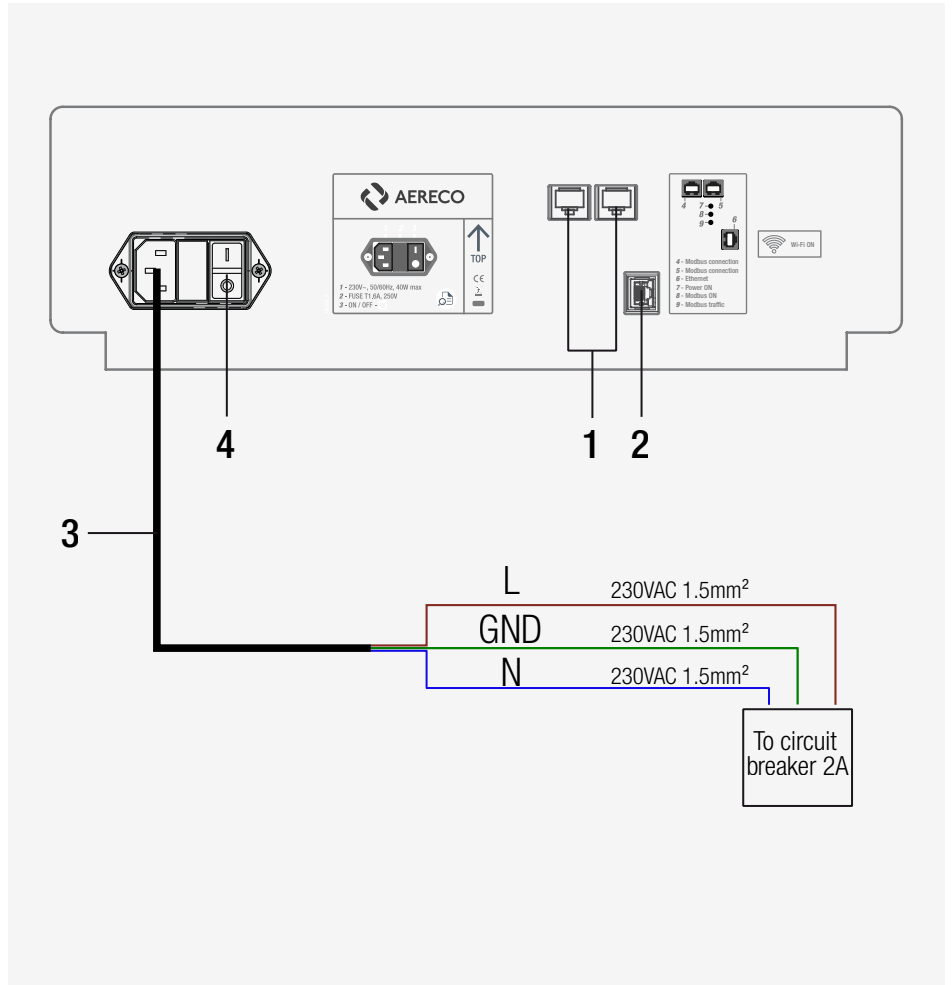 AERECO
1 2 3
TOP
CE
1 - 230V~, 50/60Hz, 40W max
2 - FUSE T1,6A, 250V
3 - ON / OFF -
4 5
7 -
8 -
9 -
6
4 - Modbus connection
5 - Modbus connection
6 - Ethernet
7 - Power ON
8 - Modbus ON
9 - Modbus traffic
Wi-Fi ON
4
1
2
3
L 230VAC 1.5mm²
GND 230VAC 1.5mm²
N 230VAC 1.5mm²
To circuit
breaker 2A